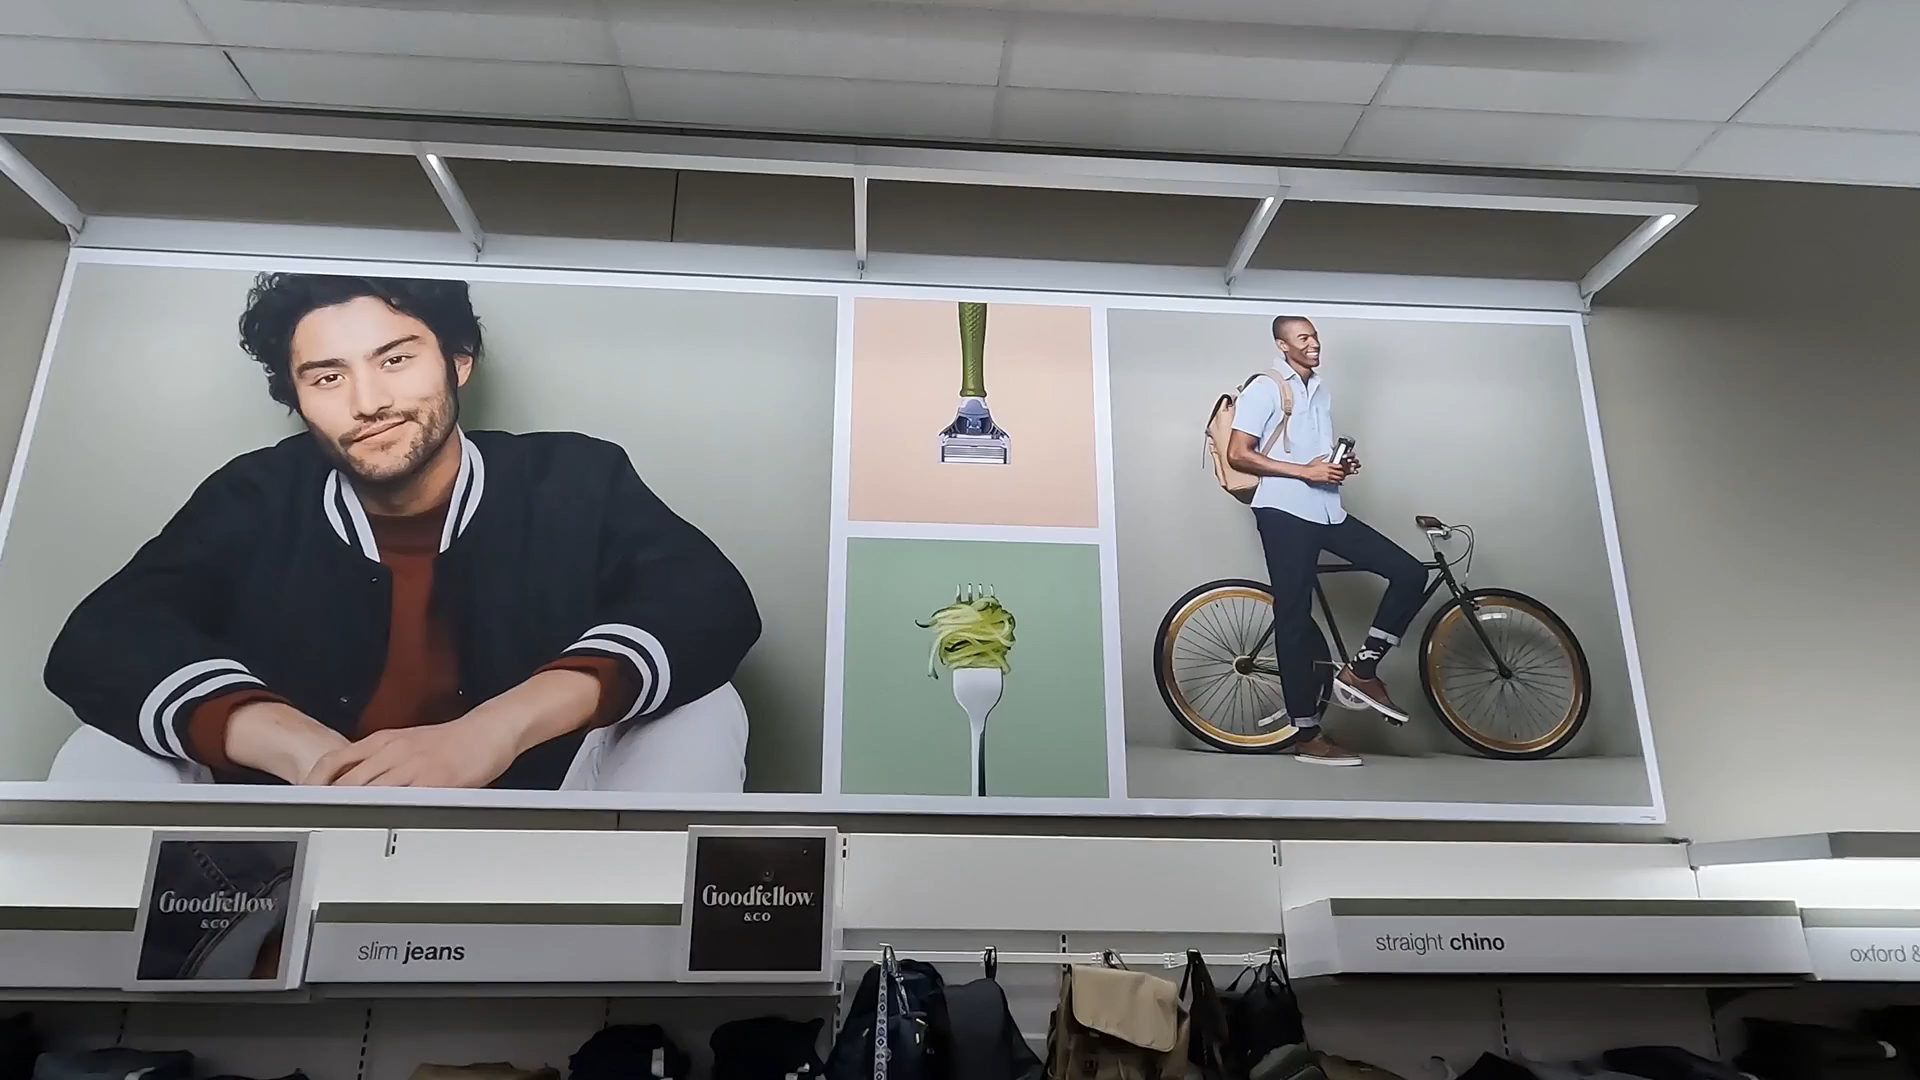 Goodfellow
&CO
slim jeans
Goodfellow
&CO
straight chino
oxford &